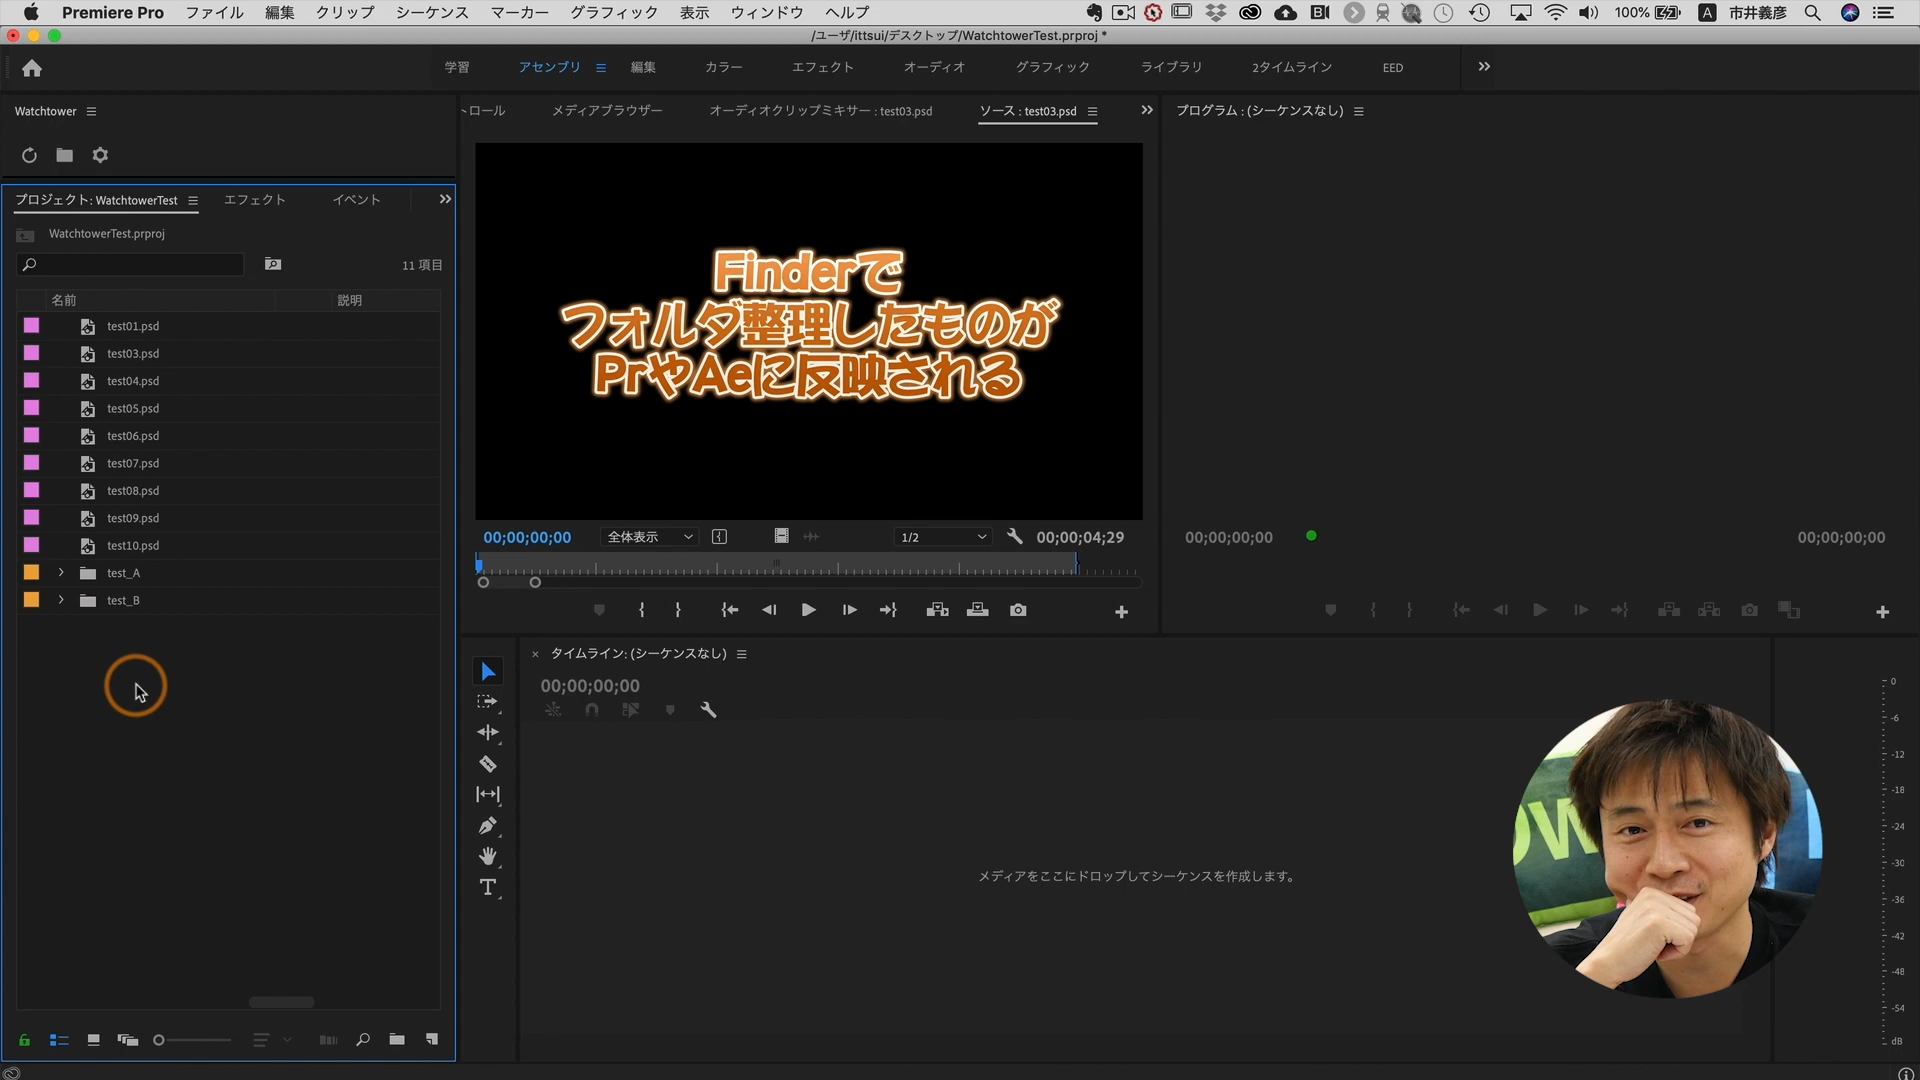 Premiere Pro ファイル 編集 クリップ シーケンス マーカー グラフィック 表示 ウィンドウ ヘルプ 100% A 市井義彦
/ユーザ/ittsui/デスクトップ/WatchtowerTest.prproj *
学習 アセンブリ 編集 カラー エフェクト オーディオ グラフィック ライブラリ 2タイムライン EED
Watchtower
ロール メディアブラウザー オーディオクリップミキサー : test03.psd ソース : test03.psd
プログラム : (シーケンスなし)
プロジェクト: WatchtowerTest エフェクト イベント
WatchtowerTest.prproj
11 項目
名前 説明
test01.psd
test03.psd
test04.psd
test05.psd
test06.psd
test07.psd
test08.psd
test09.psd
test10.psd
test_A
test_B
Finderで
フォルダ整理したものが
PrやAeに反映される
00;00;00;00 全体表示 1/2 00;00;04;29
00;00;00;00 00;00;00;00
× タイムライン: (シーケンスなし)
00;00;00;00
メディアをここにドロップしてシーケンスを作成します。
OW
0
-6
-12
-18
-24
-30
-36
-42
-48
-54
dB